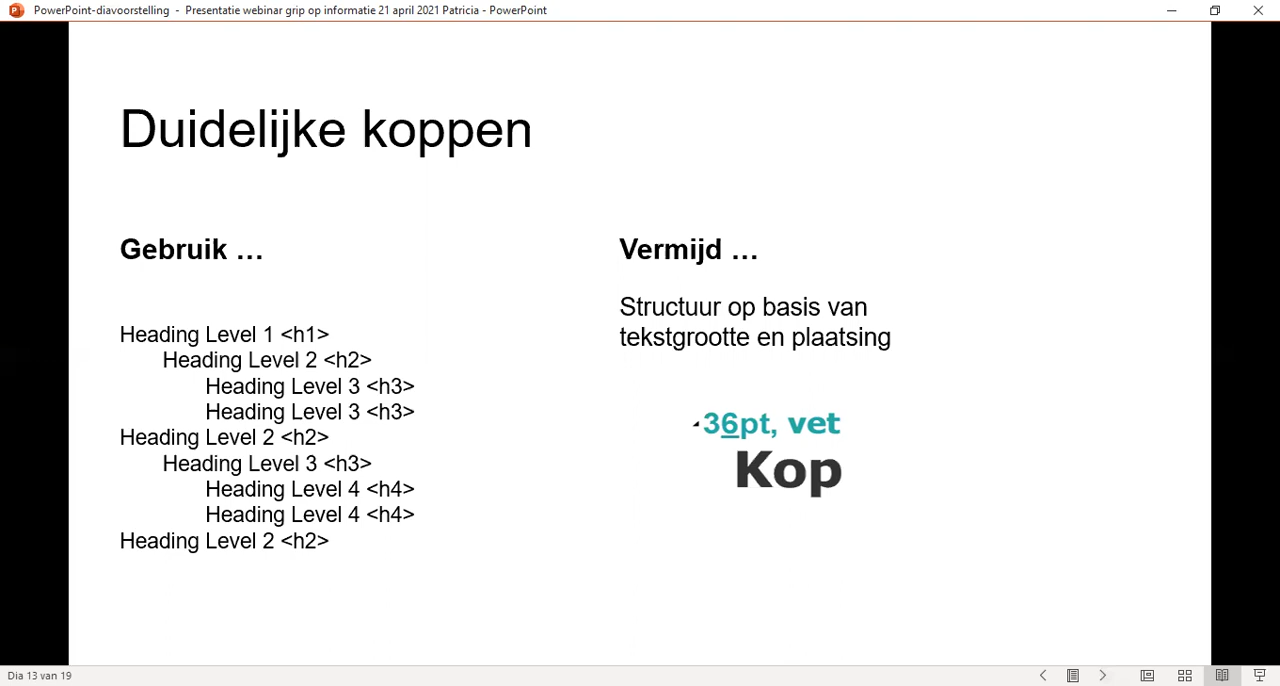 PowerPoint-diavoorstelling - Presentatie webinar grip op informatie 21 april 2021 Patricia - PowerPoint
Duidelijke koppen
Gebruik …
Heading Level 1 <h1>
Heading Level 2 <h2>
Heading Level 3 <h3>
Heading Level 3 <h3>
Heading Level 2 <h2>
Heading Level 3 <h3>
Heading Level 4 <h4>
Heading Level 4 <h4>
Heading Level 2 <h2>
Vermijd …
Structuur op basis van
tekstgrootte en plaatsing
36pt, vet
Kop
Dia 13 van 19